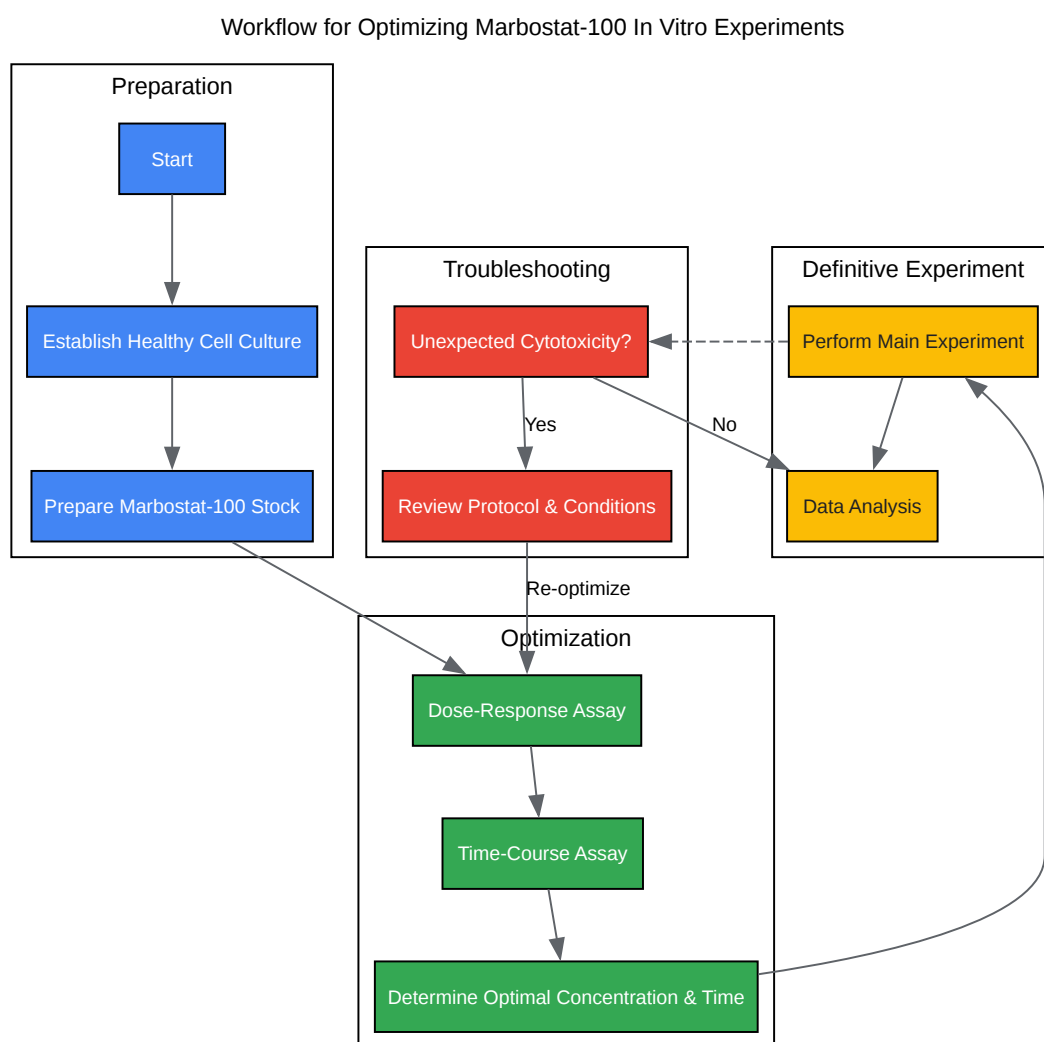 Workflow for Optimizing Marbostat-100 In Vitro Experiments
Preparation
Start
Establish Healthy Cell Culture
Prepare Marbostat-100 Stock
Troubleshooting
Unexpected Cytotoxicity?
Yes
No
Review Protocol & Conditions
Re-optimize
Definitive Experiment
Perform Main Experiment
Data Analysis
Optimization
Dose-Response Assay
Time-Course Assay
Determine Optimal Concentration & Time